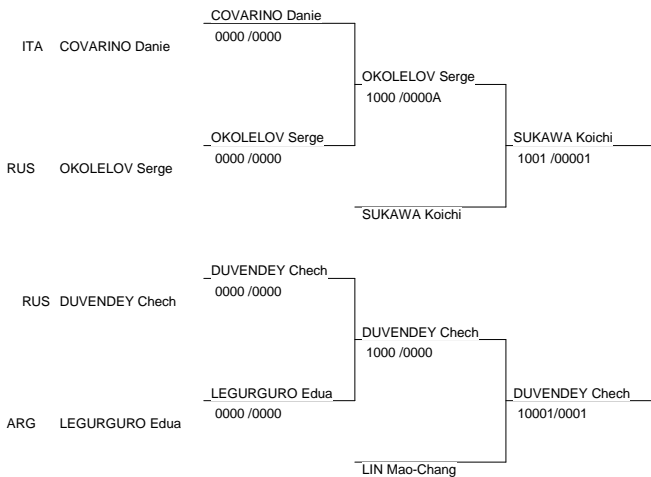 COVARINO Danie
0000 /0000
ITA COVARINO Danie
OKOLELOV Serge
1000 /0000A
OKOLELOV Serge
0000 /0000
SUKAWA Koichi
1001 /00001
RUS OKOLELOV Serge
SUKAWA Koichi
DUVENDEY Chech
0000 /0000
RUS DUVENDEY Chech
DUVENDEY Chech
1000 /0000
LEGURGURO Edua
0000 /0000
DUVENDEY Chech
10001/0001
ARG LEGURGURO Edua
LIN Mao-Chang